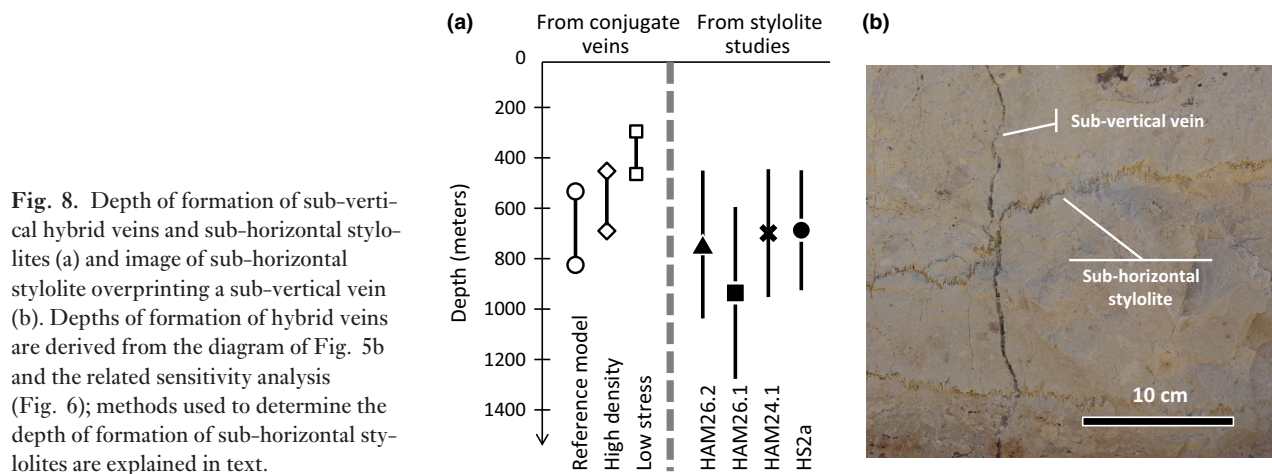 Fig. 8. Depth of formation of sub-verti-
cal hybrid veins and sub-horizontal stylo-
lites (a) and image of sub-horizontal
stylolite overprinting a sub-vertical vein
(b). Depths of formation of hybrid veins
are derived from the diagram of Fig. 5b
and the related sensitivity analysis
(Fig. 6); methods used to determine the
depth of formation of sub-horizontal sty-
lolites are explained in text.
(a)
From conjugate
veins
From stylolite
studies
Depth (meters)
0
200
400
600
800
1000
1200
1400
Reference model
High density
Low stress
HAM26.2
HAM26.1
HAM24.1
HS2a
(b)
Sub-vertical vein
Sub-horizontal
stylolite
10 cm